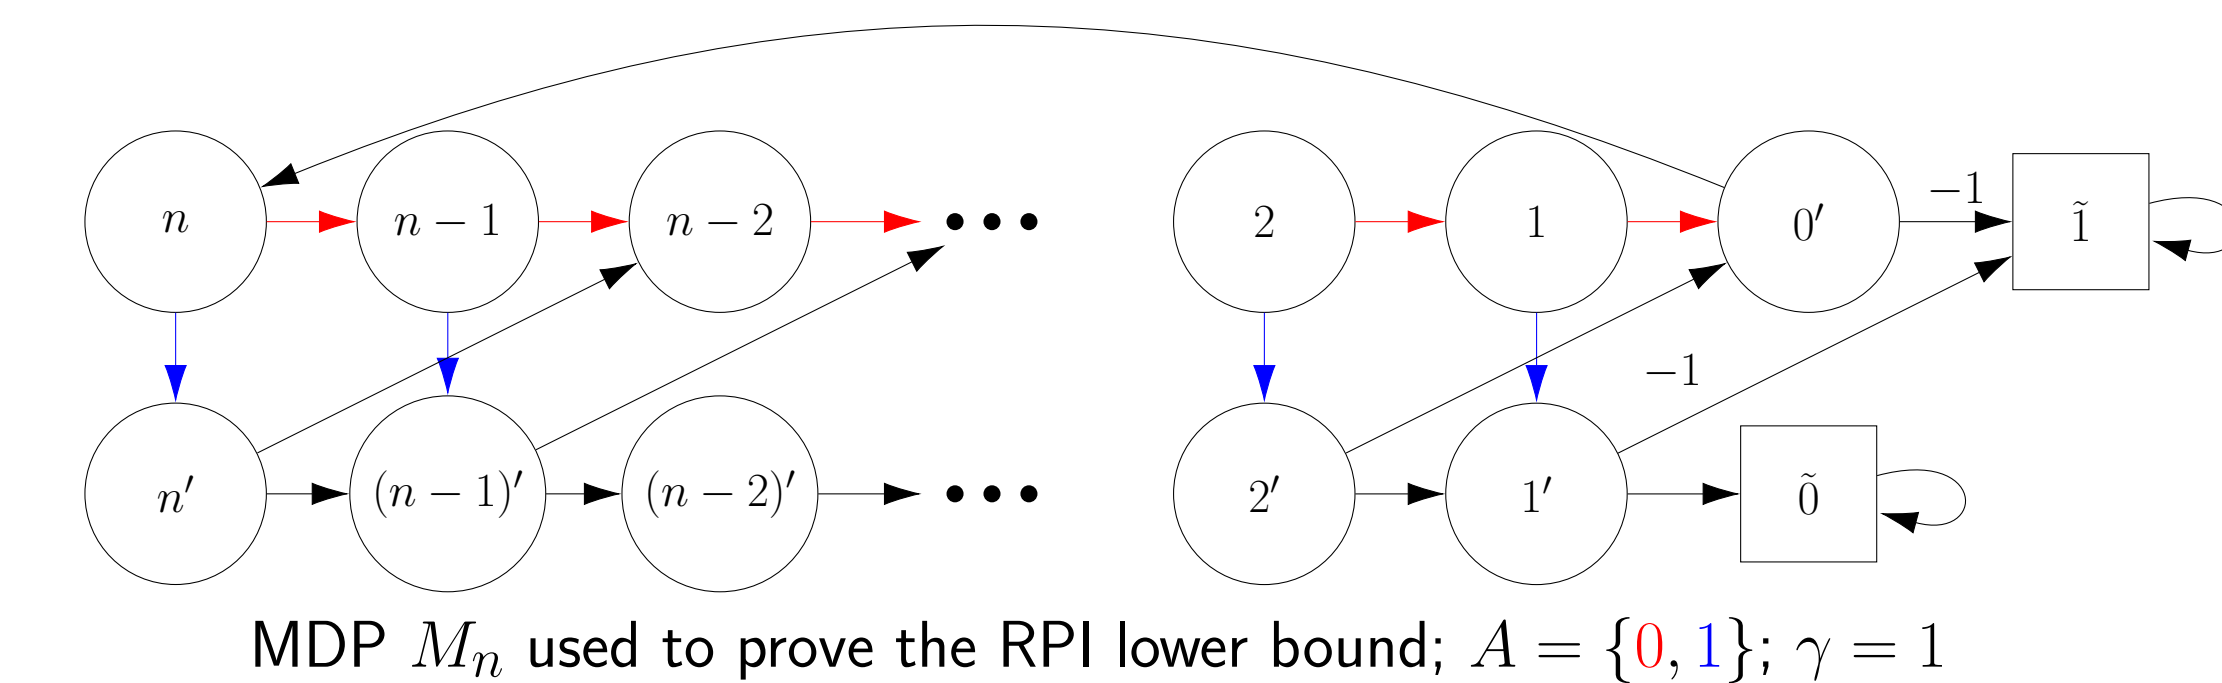 −1
n n − 1 n − 2 ••• 2 1 0′ 1̃
−1
n′ (n − 1)′ (n − 2)′ ••• 2′ 1′ 0̃
MDP Mₙ used to prove the RPI lower bound; A = {0, 1}; γ = 1